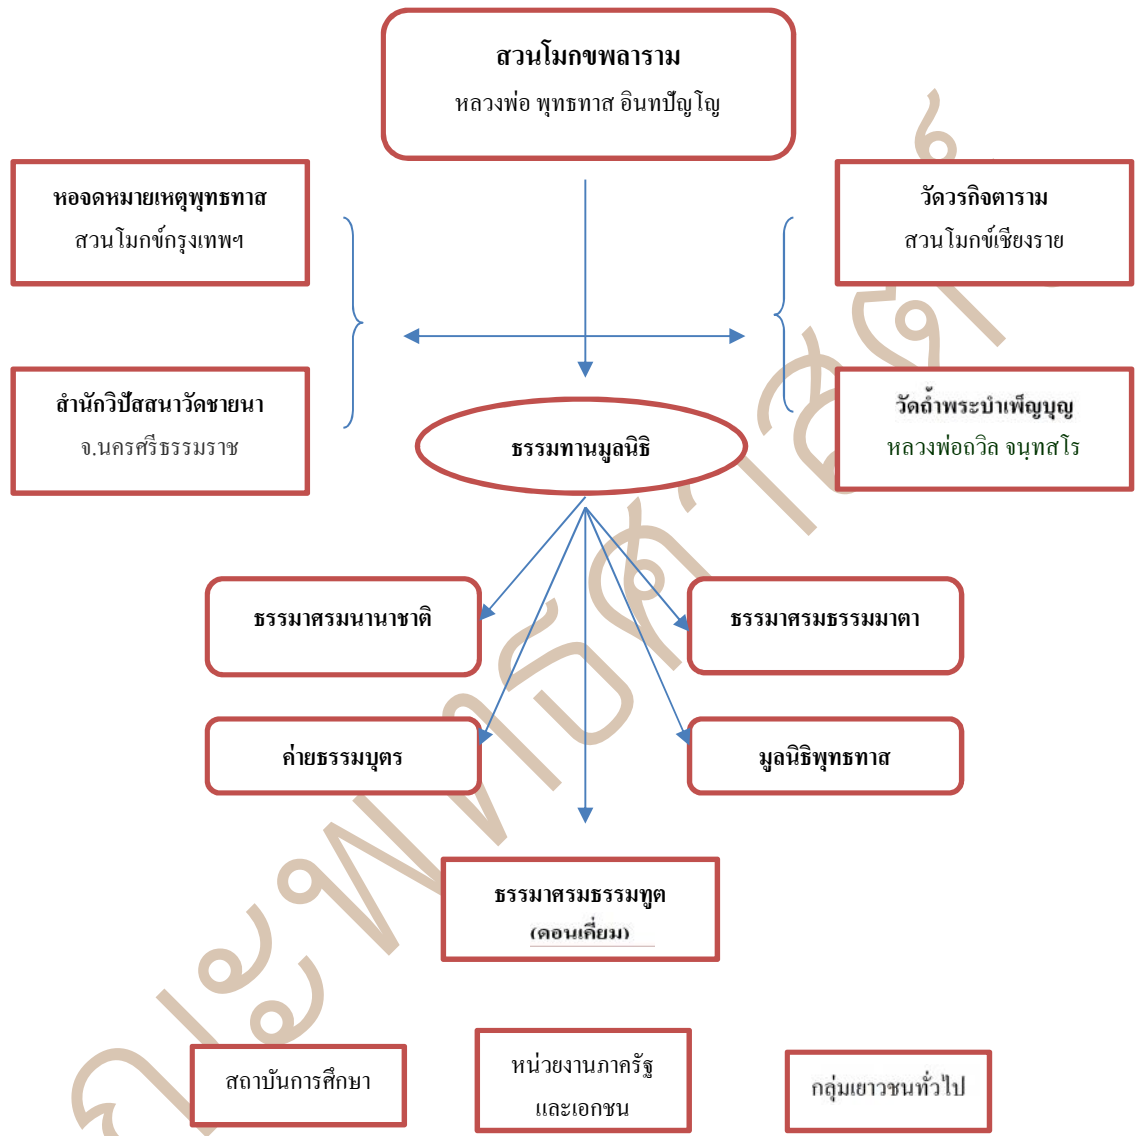 สวนโมกขพลาราม
หลวงพ่อ พุทธทาส อินทปัญโญ
หอจดหมายเหตุพุทธทาส
สวนโมกข์กรุงเทพฯ
วัดวรกิจตาราม
สวนโมกข์เชียงราย
สำนักวิปัสสนาวัดชายนา
จ.นครศรีธรรมราช
วัดถ้ำพระบำเพ็ญบุญ
หลวงพ่อถวิล จนฺทสโร
ธรรมทานมูลนิธิ
ธรรมาศรมนานาชาติ
ธรรมาศรมธรรมมาตา
ค่ายธรรมบุตร
มูลนิธิพุทธทาส
ธรรมาศรมธรรมทูต
(ดอนเคี่ยม)
สถาบันการศึกษา
หน่วยงานภาครัฐ
และเอกชน
กลุ่มเยาวชนทั่วไป